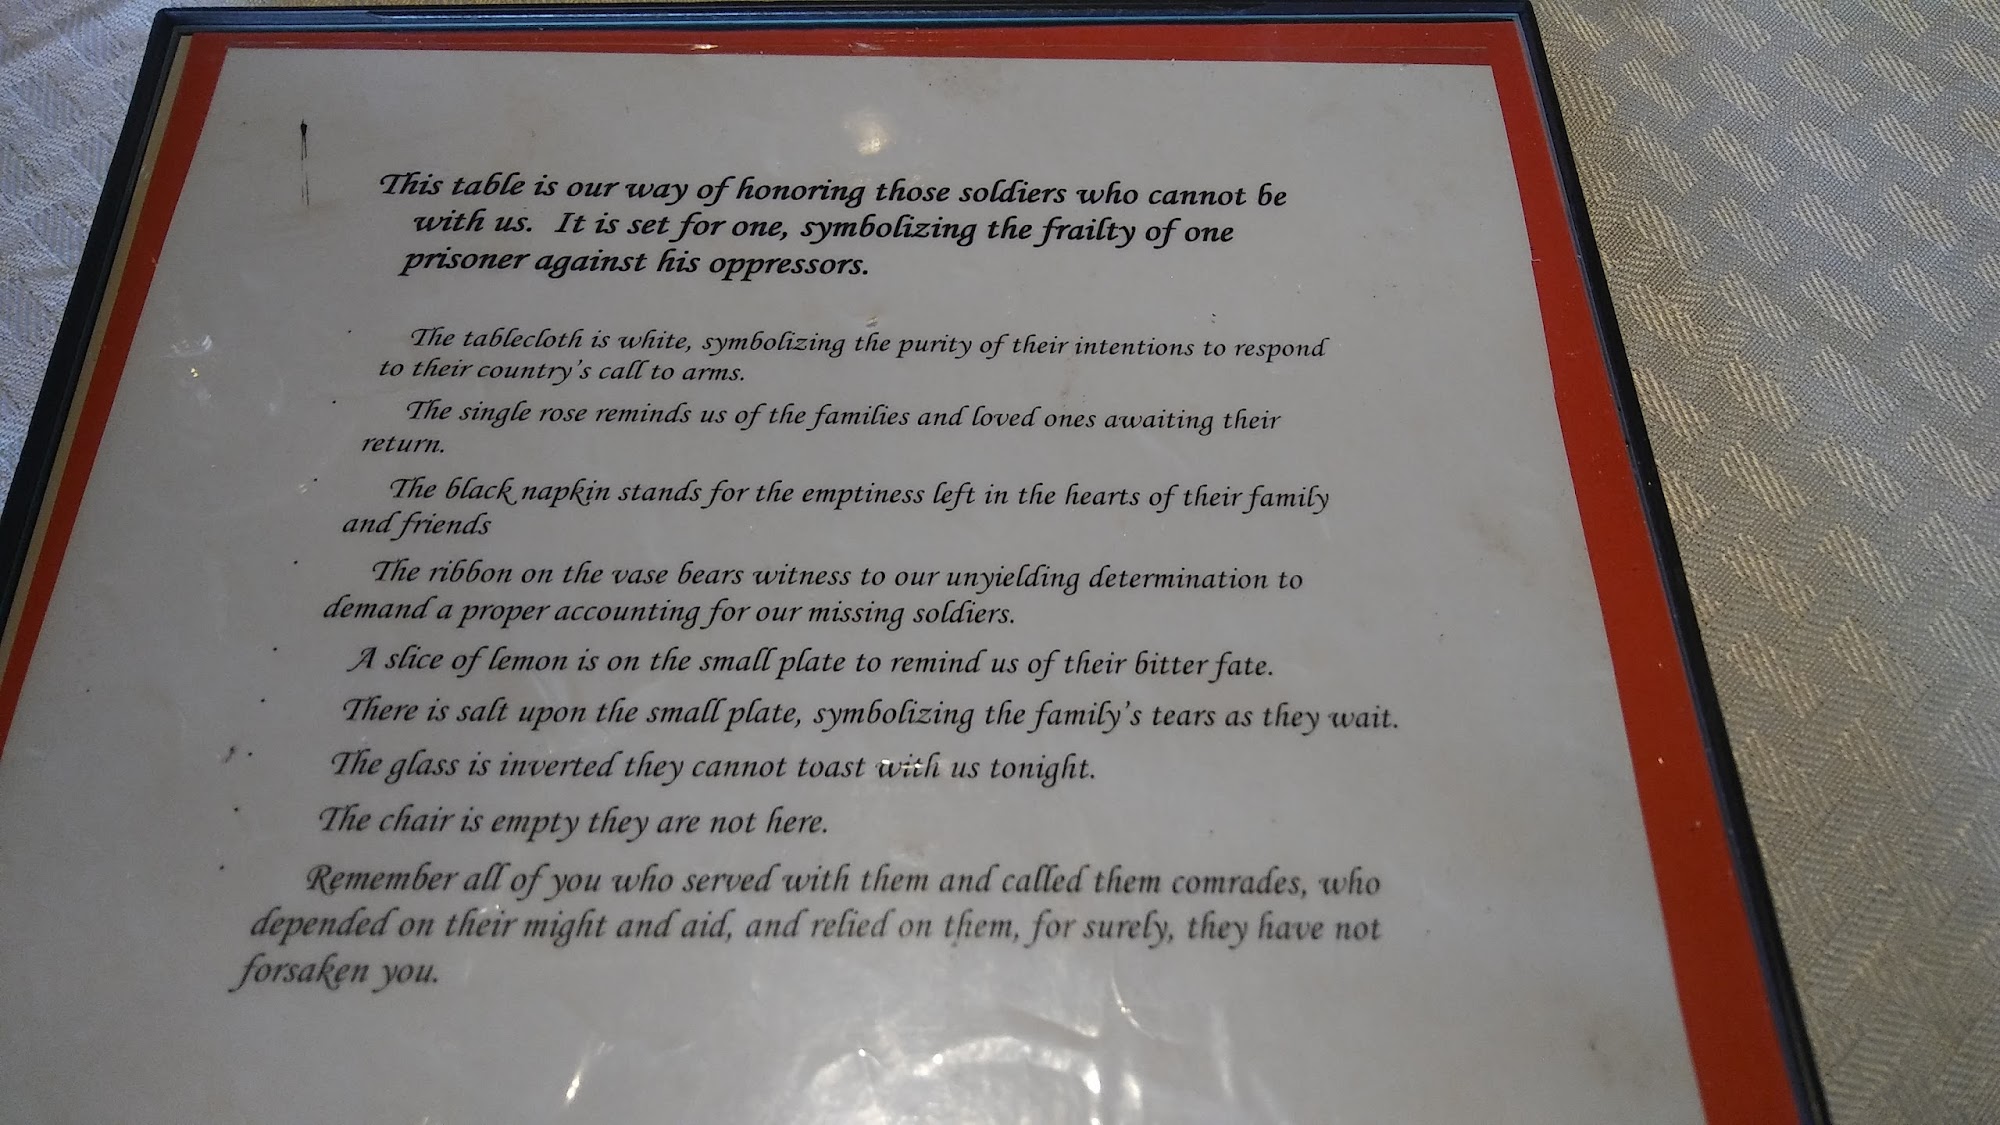 This table is our way of honoring those soldiers who cannot be
with us. It is set for one, symbolizing the frailty of one
prisoner against his oppressors.
The tablecloth is white, symbolizing the purity of their intentions to respond
to their country's call to arms.
The single rose reminds us of the families and loved ones awaiting their
return.
The black napkin stands for the emptiness left in the hearts of their family
and friends
The ribbon on the vase bears witness to our unyielding determination to
demand a proper accounting for our missing soldiers.
A slice of lemon is on the small plate to remind us of their bitter fate.
There is salt upon the small plate, symbolizing the family's tears as they wait.
The glass is inverted they cannot toast with us tonight.
The chair is empty they are not here.
Remember all of you who served with them and called them comrades, who
depended on their might and aid, and relied on them, for surely, they have not
forsaken you.